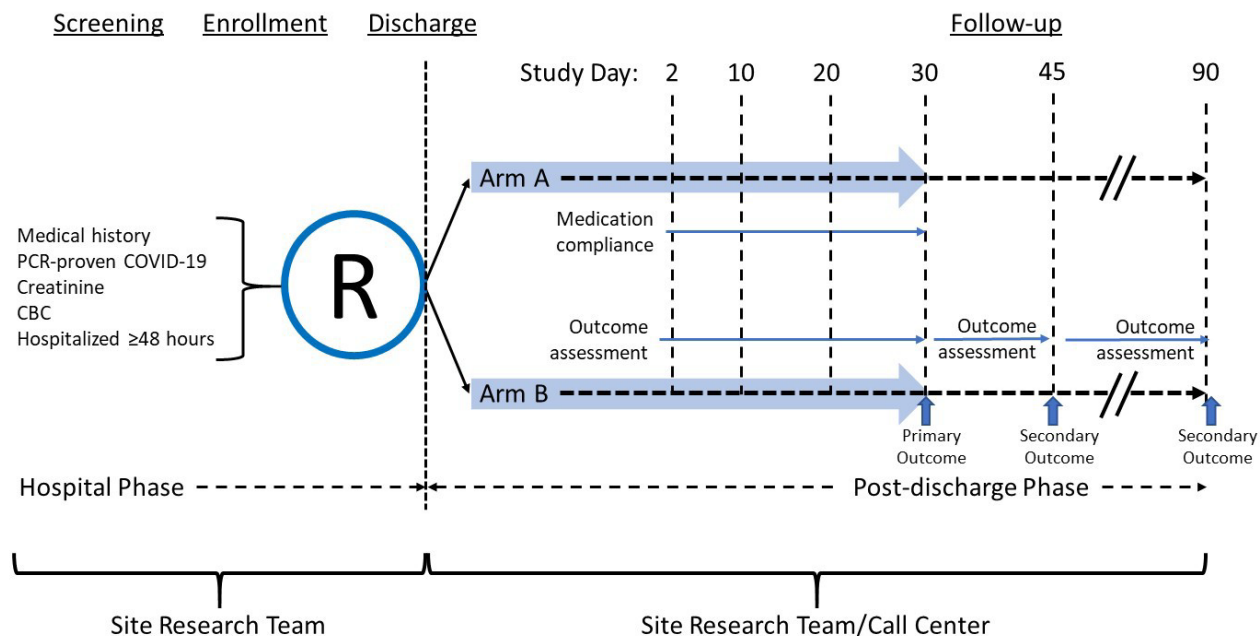 Screening Enrollment Discharge Follow-up
Study Day: 2 10 20 30 45 90
Arm A
Medication
compliance
Medical history
PCR-proven COVID-19
Creatinine
CBC
Hospitalized ≥48 hours
R
Outcome
assessment
Outcome
assessment
Outcome
assessment
Arm B
Primary
Outcome
Secondary
Outcome
Secondary
Outcome
Hospital Phase
Post-discharge Phase
Site Research Team
Site Research Team/Call Center